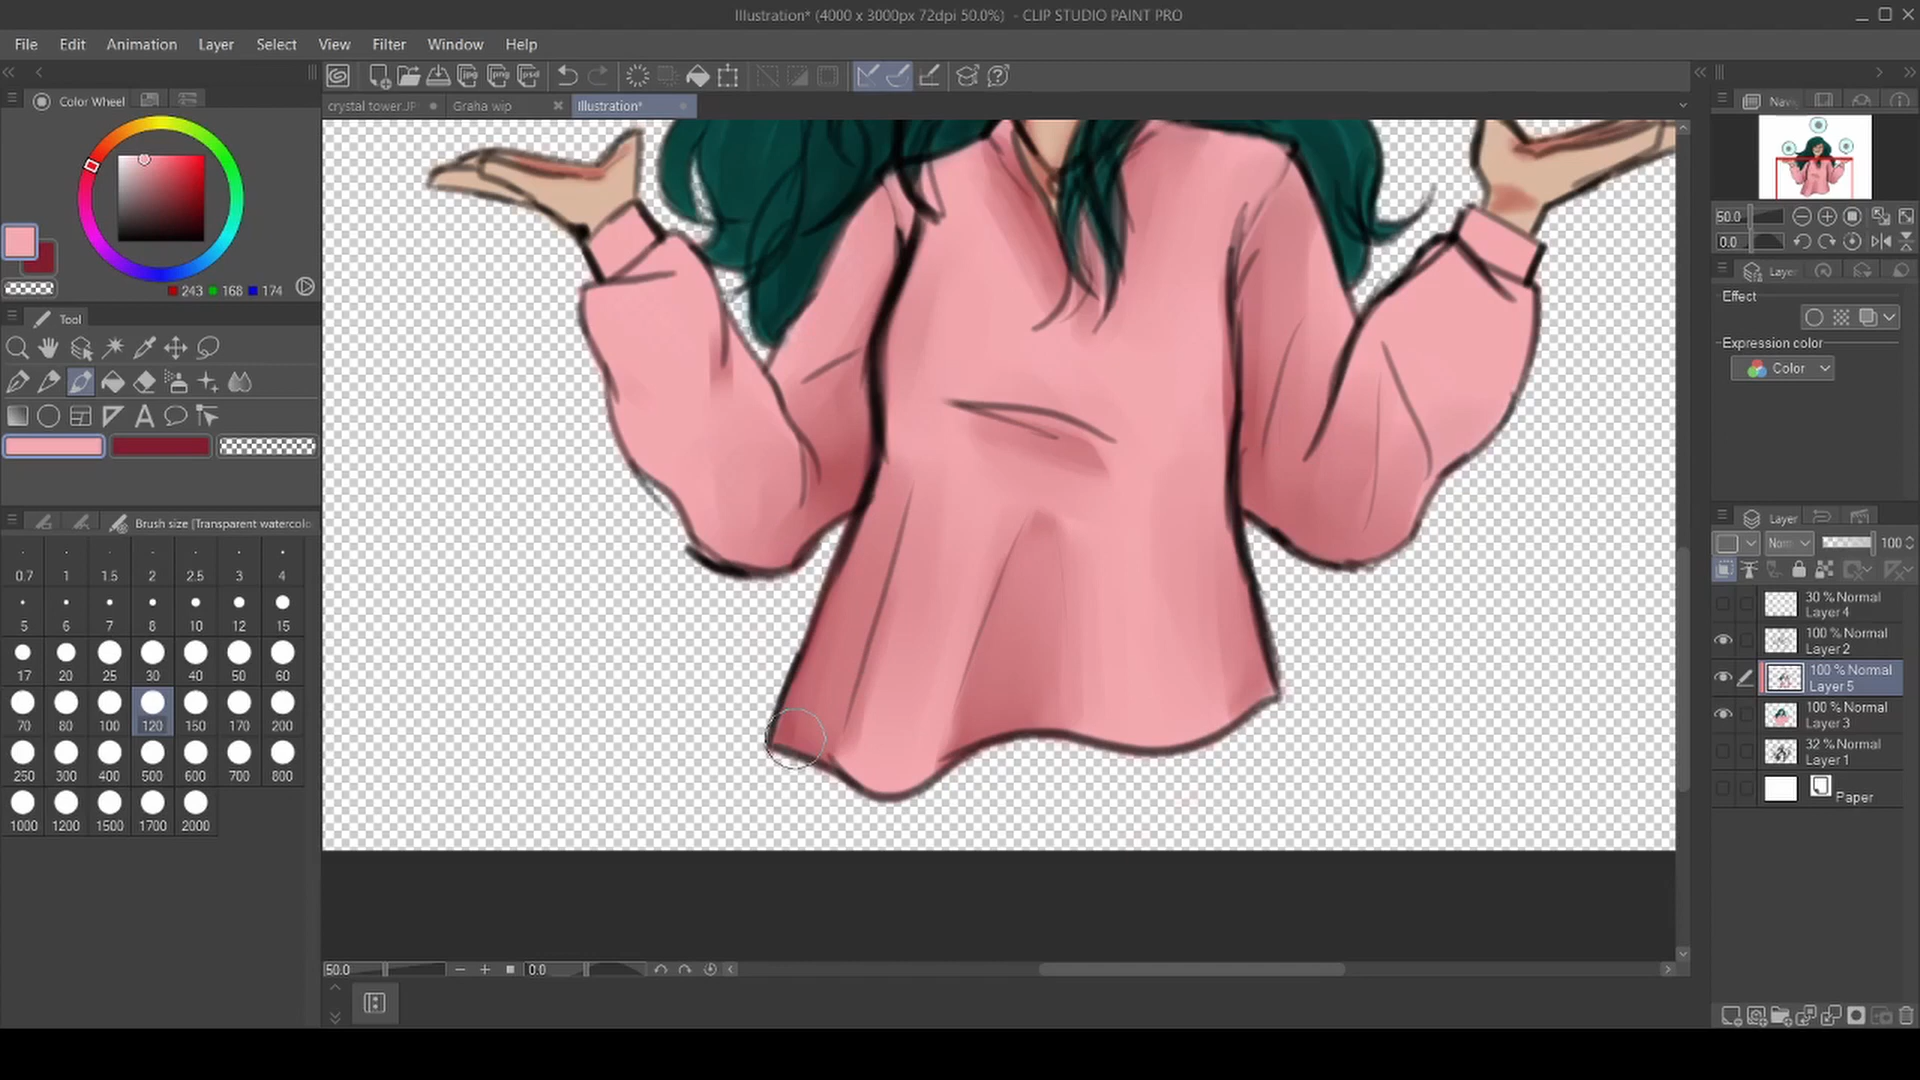 Illustration* (4000 x 3000px 72dpi 50.0%) - CLIP STUDIO PAINT PRO
File Edit Animation Layer Select View Filter Window Help
crystal tower.JP Graha wip Illustration*
Color Wheel
243 168 174
Tool
Brush size [Transparent watercolo
0.7 1 1.5 2 2.5 3 4
5 6 7 8 10 12 15
17 20 25 30 40 50 60
70 80 100 120 150 170 200
250 300 400 500 600 700 800
1000 1200 1500 1700 2000
50.0 0.0
Nav
50.0
0.0
Layer
Effect
Expression color
Color
Layer
Norm 100
30 % Normal
Layer 4
100 % Normal
Layer 2
100 % Normal
Layer 5
100 % Normal
Layer 3
32 % Normal
Layer 1
Paper